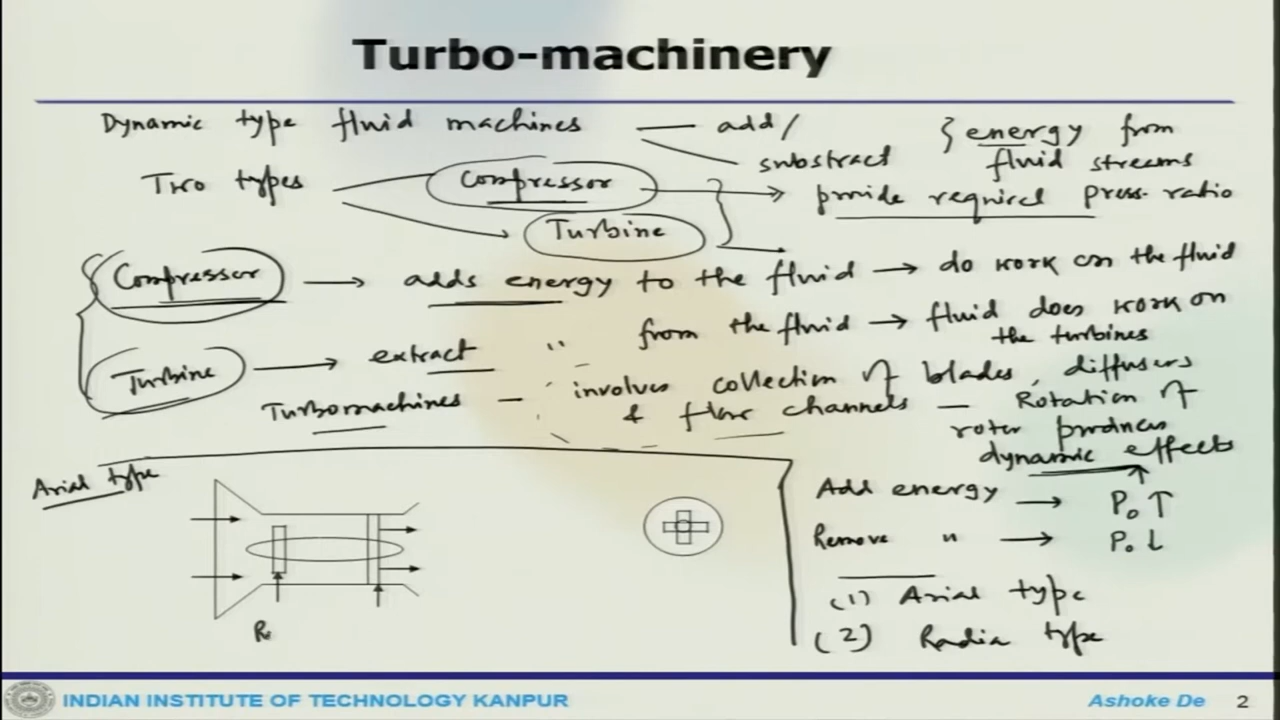 Turbo-machinery
Dynamic type fluid machines — add/
substract } energy from
fluid streams
Two types
Compressor → provide required press. ratio
Turbine
Compressor → adds energy to the fluid → do work on the fluid
Turbine → extract " from the fluid → fluid does work on
the turbines
Turbomachines - involves collection of blades, diffusers
& flow channels — Rotation of
rotor produces
dynamic effects
Axial type
Add energy → P₀ ↑
Remove " → P₀ ↓
(1) Axial type
(2) Radia type
R
INDIAN INSTITUTE OF TECHNOLOGY KANPUR
Ashoke De 2